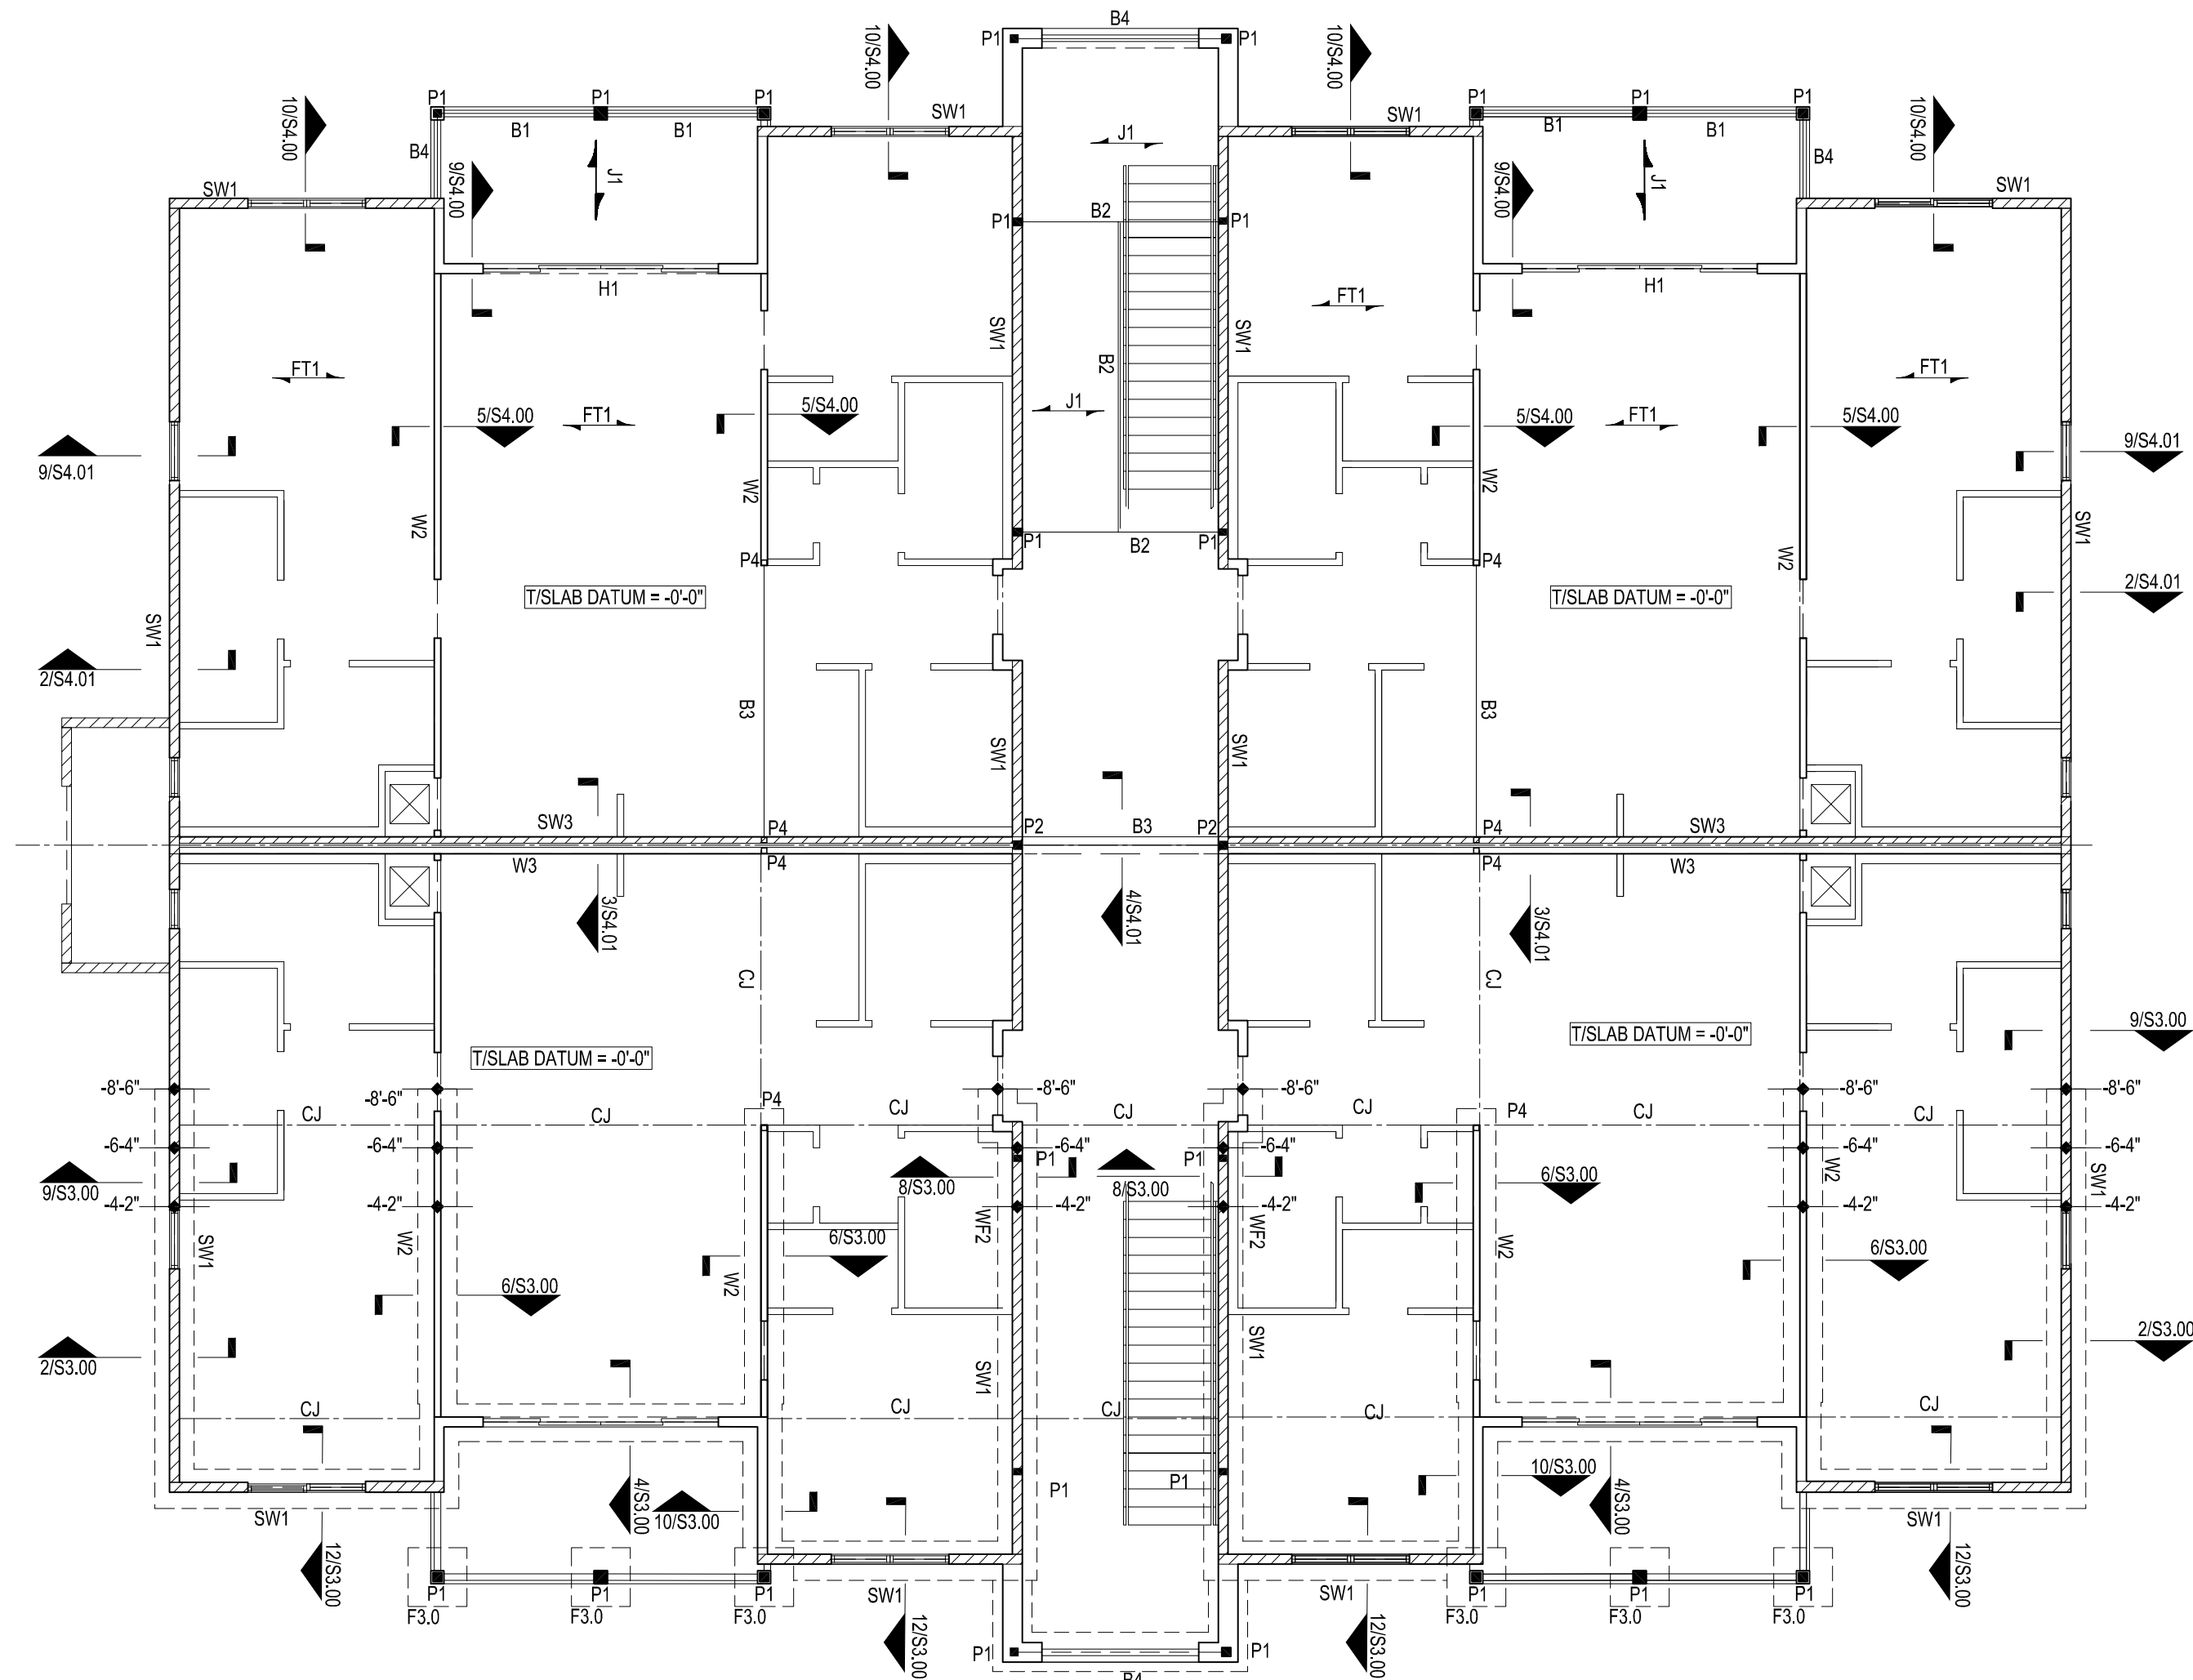 B4
P1
P1
10/S4.00
10/S4.00
P1
P1
P1
SW1
SW1
P1
P1
P1
10/S4.00
B1
B1
B1
B1
10/S4.00
B4
J1
B4
9/S4.00
J1
9/S4.00
J1
SW1
SW1
P1
B2
P1
H1
H1
FT1
SW1
SW1
FT1
B2
FT1
5/S4.00
FT1
5/S4.00
J1
5/S4.00
FT1
5/S4.00
9/S4.01
9/S4.01
W2
W2
W2
SW1
P1
B2
P1
P4
P4
W2
T/SLAB DATUM = -0'-0"
T/SLAB DATUM = -0'-0"
2/S4.01
SW1
2/S4.01
B3
B3
SW1
SW1
SW3
P4
P2
B3
P2
P4
SW3
W3
P4
P4
W3
3/S4.01
4/S4.01
3/S4.01
CJ
CJ
9/S3.00
T/SLAB DATUM = -0'-0"
T/SLAB DATUM = -0'-0"
-8'-6"
-8'-6"
-8'-6"
-8'-6"
-8'-6"
-8'-6"
P4
P4
CJ
CJ
CJ
CJ
CJ
CJ
CJ
-6-4"
-6-4"
-6-4"
-6-4"
-6-4"
-6-4"
P1
P1
W2
SW1
9/S3.00
8/S3.00
8/S3.00
6/S3.00
-4-2"
-4-2"
-4-2"
-4-2"
-4-2"
-4-2"
WF2
WF2
SW1
W2
6/S3.00
W2
6/S3.00
6/S3.00
W2
SW1
SW1
2/S3.00
2/S3.00
CJ
CJ
CJ
CJ
CJ
P1
P1
10/S3.00
4/S3.00
10/S3.00
4/S3.00
SW1
SW1
12/S3.00
12/S3.00
P1
P1
P1
SW1
SW1
P1
P1
P1
F3.0
F3.0
F3.0
F3.0
F3.0
F3.0
12/S3.00
12/S3.00
P1
P1